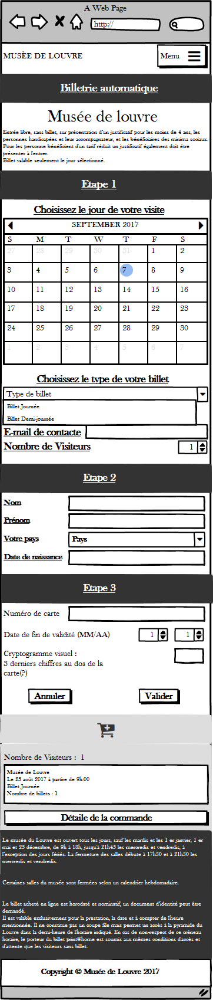 A Web Page
http://
MUSÈE DE LOUVRE
Menu
Billetrie automatique
Musée de louvre
Entrée libre, sans billet, sur présentation d'un justificatif pour les moins de 4 ans, les
personnes handicapées et leur accompagnateur, et les bénéficiaires des minima sociaux.
Pour les personne bénéficient d'un tarif réduit un justificatif également doit étre
présenter à l'entrer.
Billet valable seulement le jour sélectionné.
Etape 1
Choisissez le jour de votre visite
SEPTEMBER 2017
S M T W T F S
27 28 29 30 31 1 2
3 4 5 6 7 8 9
10 11 12 13 14 15 16
17 18 19 20 21 22 23
24 25 26 27 28 29 30
1 2 3 4 5 6 7
Choisissez le type de votre billet
Type de billet
Billet Journée
Billet Demi-journée
E-mail de contacte
Nombre de Visiteurs 1
Etape 2
Nom
Prénom
Votre pays Pays
Date de naissance
Etape 3
Numéro de carte
Date de fin de validité (MM/AA) 1 1
Cryptogramme visuel :
3 derniers chiffres au dos de la
carte(?)
Annuler Valider
Nombre de Visiteurs : 1
Musée de Louvre
Le 25 août 2017 à partire de 9h:00
Billet Journée
Nombre de billets : 1
Détaile de la commande
Le musée du Louvre est ouvert tous les jours, sauf les mardis et les 1 er janvier, 1 er
mai et 25 décembre, de 9h à 18h, jusqu'à 21h45 les mercredis et vendredis, à
l'exception des jours fériés. La fermeture des salles débute à 17h30 et à 21h30 les
mercredis et vendredis.
Certaines salles du musée sont fermées selon un calendrier hebdomadaire.
Le billet acheté en ligne est horodaté et nominatif, un document d'identité peut être
demandé.
Il est valable exclusivement pour la prestation, la date et à compter de l'heure
mentionnée. Il ne constitue pas un coupe file mais permet un accès à la pyramide du
Louvre dans la demi-heure de l'horaire indiqué. En cas de non-respect de ce créneau
horaire, le porteur du billet print@home est soumis aux mêmes conditions d'accès et
d'attente que les visiteurs sans billet.
Copyright © Musée de Louvre 2017